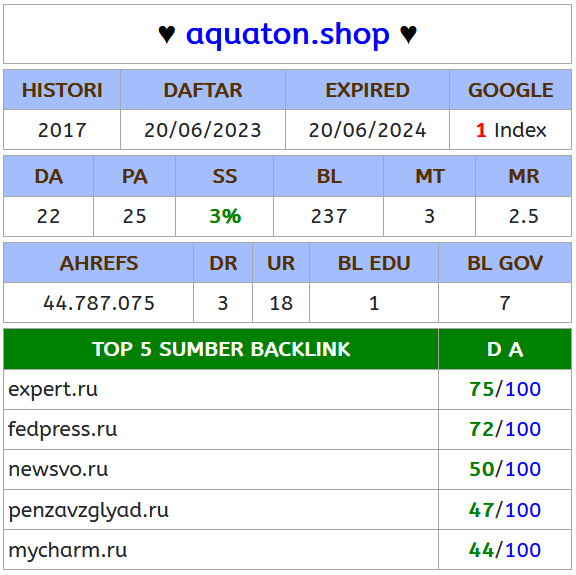 ♥ aquaton.shop ♥
HISTORI DAFTAR EXPIRED GOOGLE
2017 20/06/2023 20/06/2024 1 Index
DA PA SS BL MT MR
22 25 3% 237 3 2.5
AHREFS DR UR BL EDU BL GOV
44.787.075 3 18 1 7
TOP 5 SUMBER BACKLINK D A
expert.ru 75/100
fedpress.ru 72/100
newsvo.ru 50/100
penzavzglyad.ru 47/100
mycharm.ru 44/100